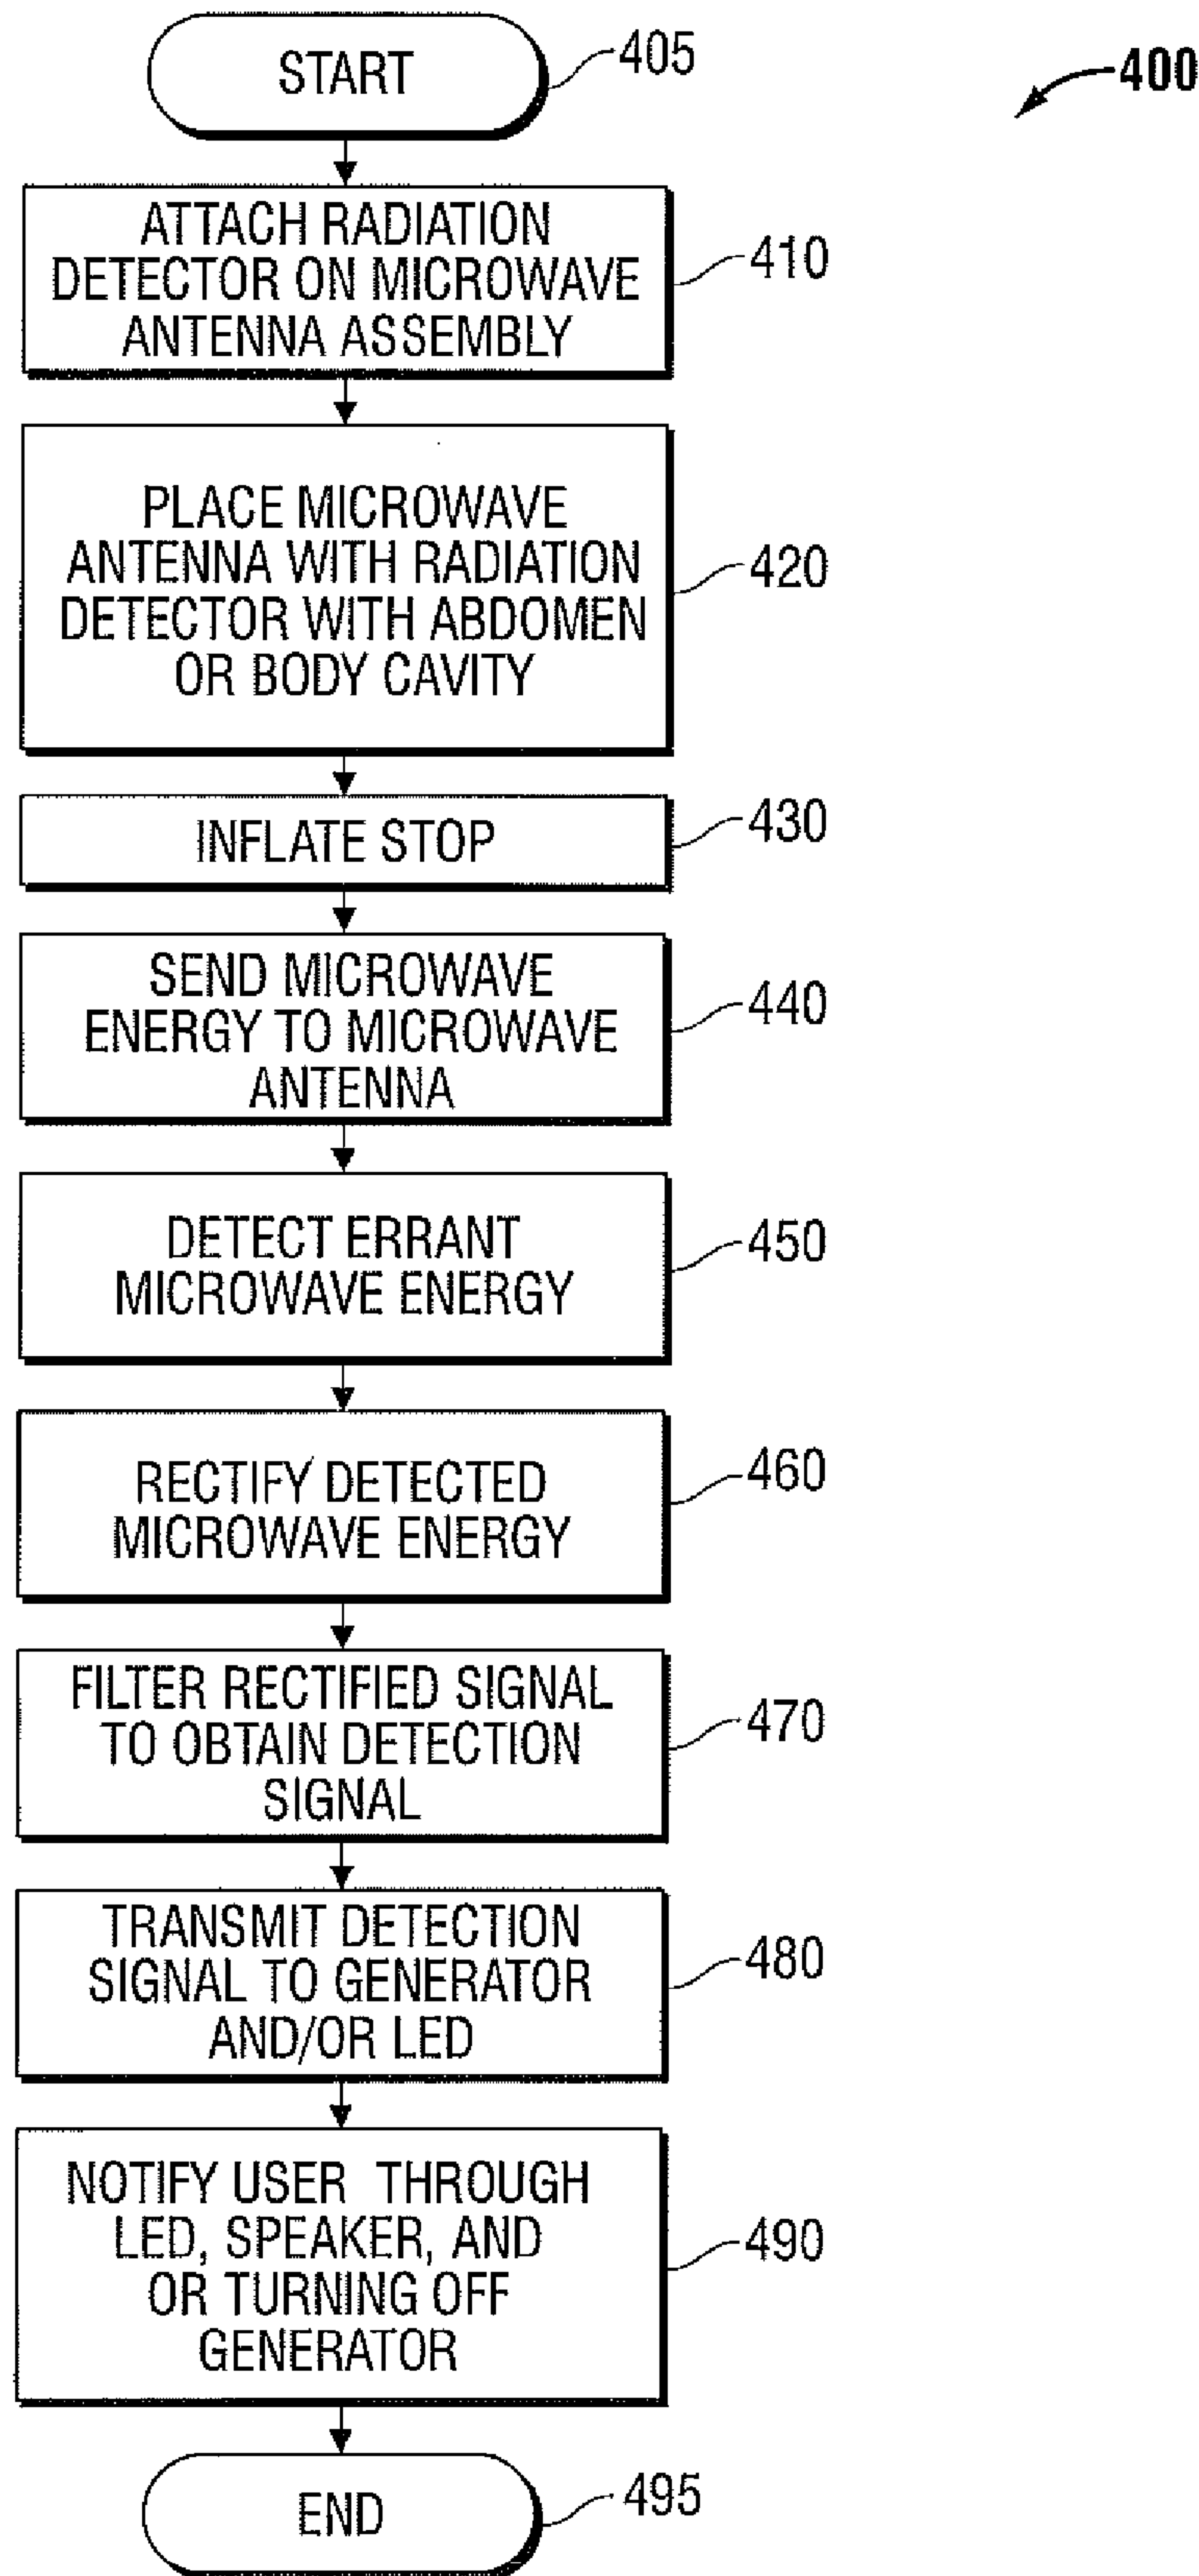 START
405
400
ATTACH RADIATION
DETECTOR ON MICROWAVE
ANTENNA ASSEMBLY
410
PLACE MICROWAVE
ANTENNA WITH RADIATION
DETECTOR WITH ABDOMEN
OR BODY CAVITY
420
INFLATE STOP
430
SEND MICROWAVE
ENERGY TO MICROWAVE
ANTENNA
440
DETECT ERRANT
MICROWAVE ENERGY
450
RECTIFY DETECTED
MICROWAVE ENERGY
460
FILTER RECTIFIED SIGNAL
TO OBTAIN DETECTION
SIGNAL
470
TRANSMIT DETECTION
SIGNAL TO GENERATOR
AND/OR LED
480
NOTIFY USER THROUGH
LED, SPEAKER, AND
OR TURNING OFF
GENERATOR
490
END
495